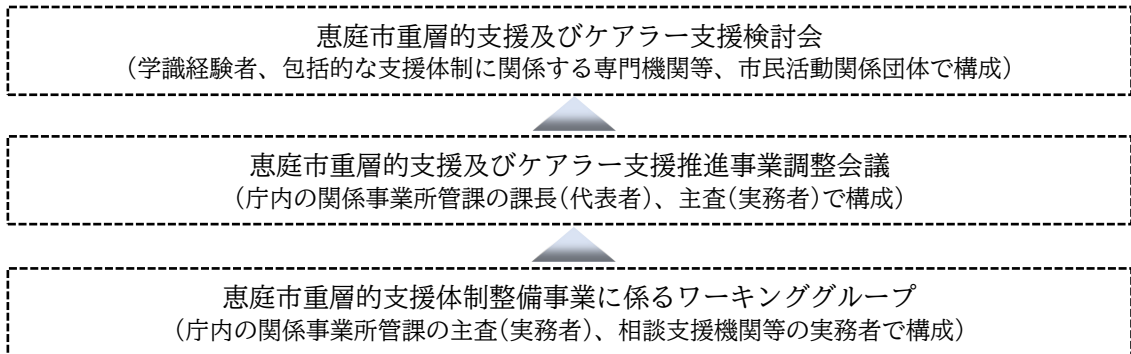 恵庭市重層的支援及びケアラー支援検討会
（学識経験者、包括的な支援体制に関係する専門機関等、市民活動関係団体で構成）
恵庭市重層的支援及びケアラー支援推進事業調整会議
（庁内の関係事業所管課の課長（代表者）、主査（実務者）で構成）
恵庭市重層的支援体制整備事業に係るワーキンググループ
（庁内の関係事業所管課の主査（実務者）、相談支援機関等の実務者で構成）